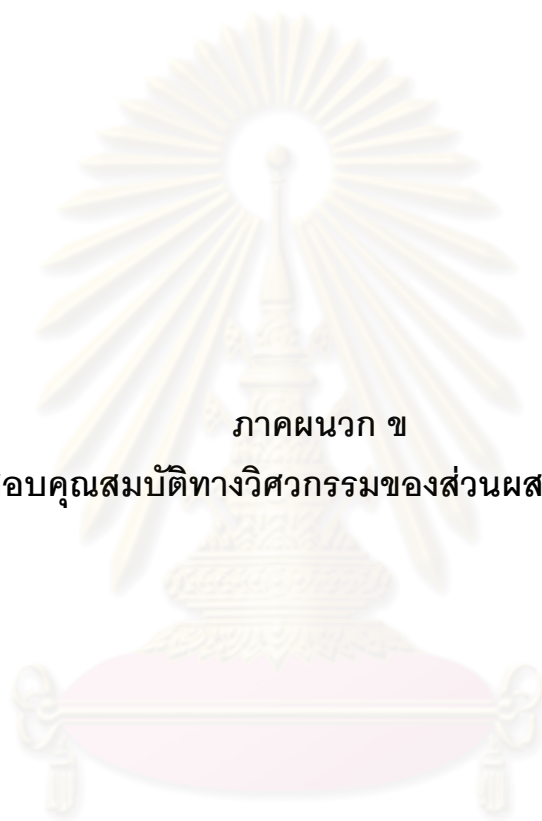 ภาคผนวก ข
อบคุณสมบัติทางวิศวกรรมของส่วนผส